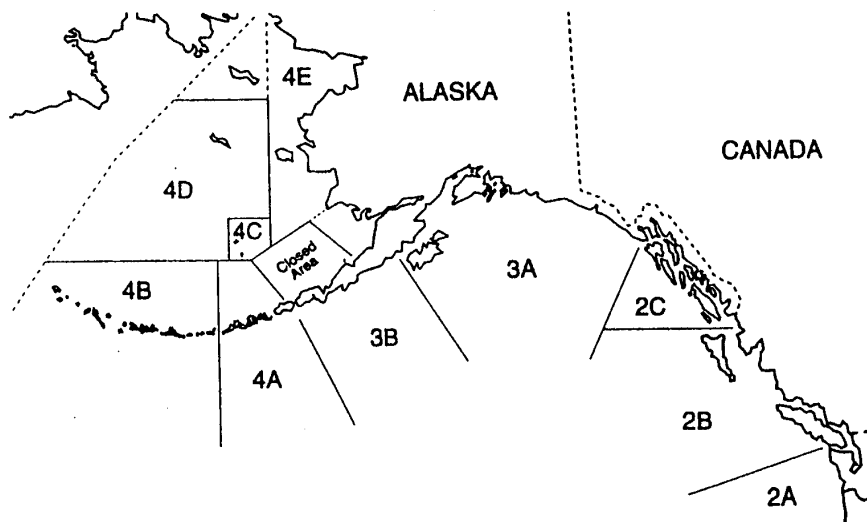 4E
ALASKA
CANADA
4D
4C
Closed
Area
3A
4B
2C
3B
4A
2B
2A